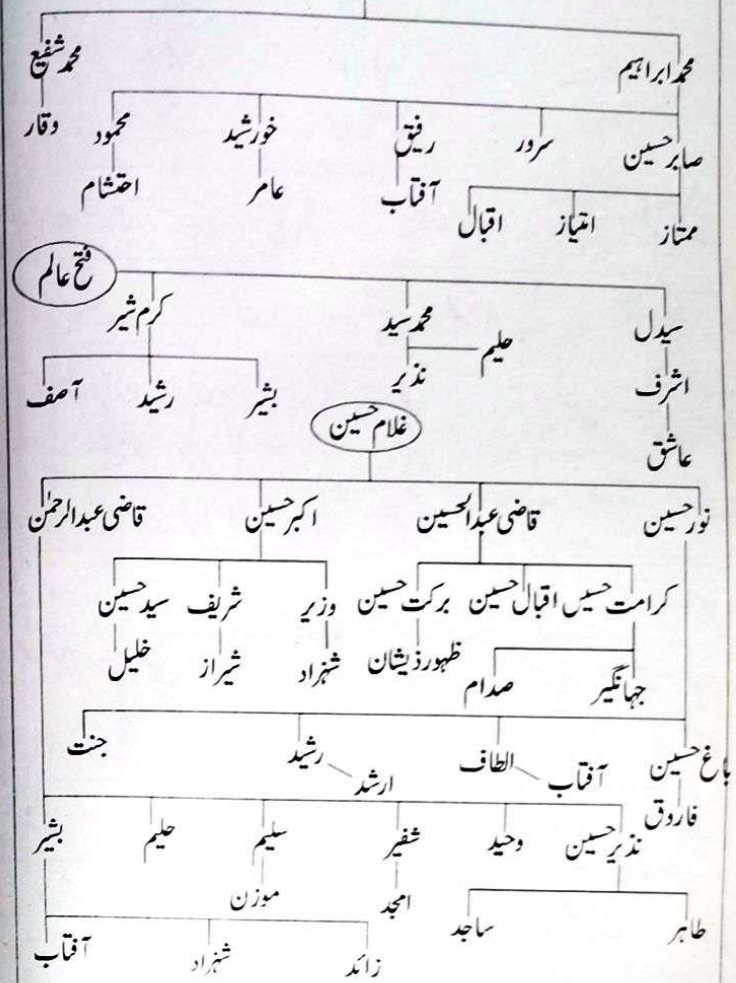 محمد ابراہیم محمد شفیع
صابر حسین سرور رفیق خورشید محمود وقار
ممتاز امتیاز اقبال آفتاب عامر احتشام
فتح عالم
سیدل محمد سید کرم شیر
حلیم
اشرف نذیر بشیر رشید آصف
غلام حسین
عاشق
نور حسین قاضی عبدالحسین اکبر حسین قاضی عبدالرحمٰن
کرامت حسیں اقبال حسین برکت حسین وزیر شریف سید حسین
جہانگیر صدام ظہور ذیشان شہزاد شیراز خلیل
باغ حسین الطاف رشید جنت
آفتاب ارشد
فاروق
نذیر حسین وحید شفیر سلیم حلیم بشیر
امجد موزن
طاہر ساجد زائد شہزاد آفتاب